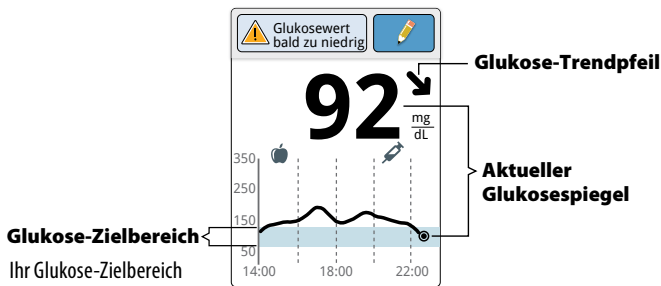 Glukosewert
bald zu niedrig
Glukose-Trendpfeil
92
mg
dL
Aktueller
Glukosespiegel
350
250
150
50
Glukose-Zielbereich
Ihr Glukose-Zielbereich
14:00 18:00 22:00